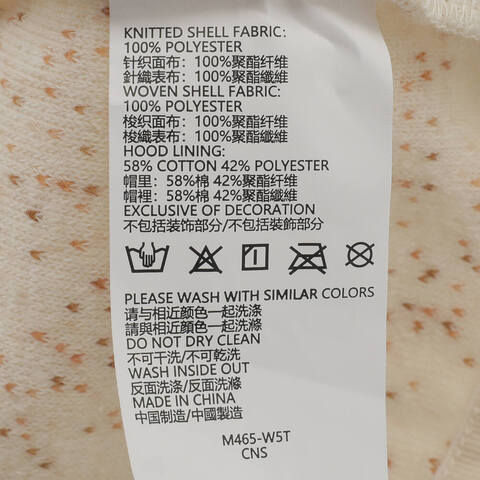 KNITTED SHELL FABRIC:
100% POLYESTER
针织面布：100%聚酯纤维
針織表布：100%聚酯纖維
WOVEN SHELL FABRIC:
100% POLYESTER
梭织面布：100%聚酯纤维
梭織表布：100%聚酯纖維
HOOD LINING:
58% COTTON 42% POLYESTER
帽里：58%棉 42%聚酯纤维
帽裡：58%棉 42%聚酯纖維
EXCLUSIVE OF DECORATION
不包括装饰部分/不包括裝飾部分
PLEASE WASH WITH SIMILAR COLORS
请与相近颜色一起洗涤
請與相近顏色一起洗滌
DO NOT DRY CLEAN
不可干洗/不可乾洗
WASH INSIDE OUT
反面洗涤/反面洗滌
MADE IN CHINA
中国制造/中國製造
M465-W5T
CNS